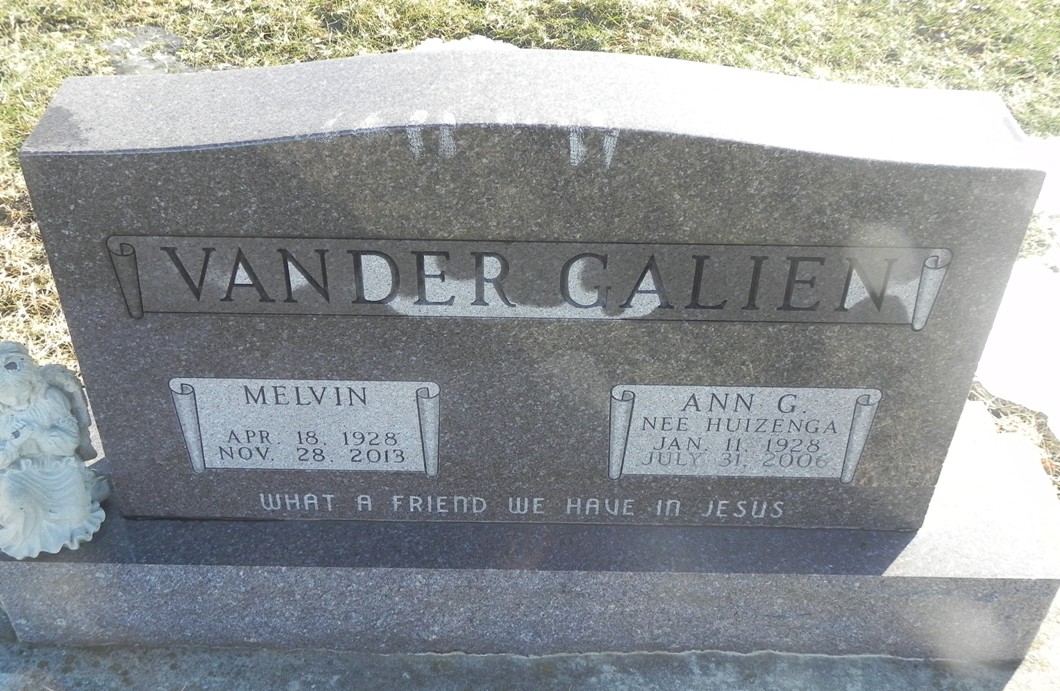 VANDER GALIEN
MELVIN
APR. 18, 1928
NOV. 28, 2013
ANN G.
NEE HUIZENGA
JAN. 11, 1928
JULY 31, 2006
WHAT A FRIEND WE HAVE IN JESUS